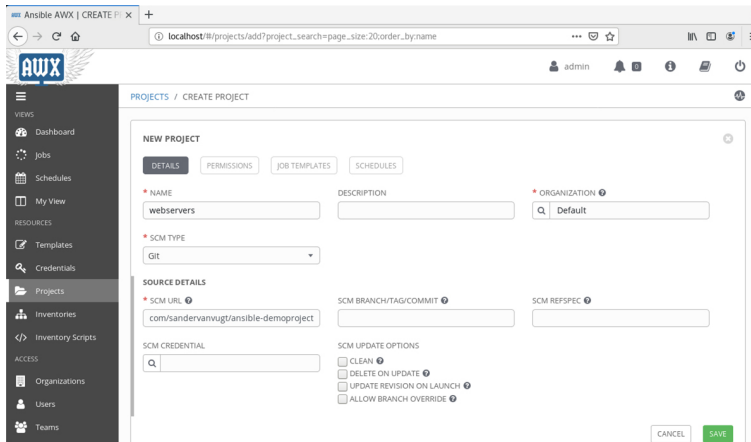 Ansible AWX | CREATE PR
localhost/#/projects/add?project_search=page_size:20;order_by:name
AWX
admin
0
PROJECTS / CREATE PROJECT
VIEWS
Dashboard
Jobs
Schedules
My View
RESOURCES
Templates
Credentials
Projects
Inventories
Inventory Scripts
ACCESS
Organizations
Users
Teams
NEW PROJECT
DETAILS PERMISSIONS JOB TEMPLATES SCHEDULES
* NAME DESCRIPTION * ORGANIZATION
webservers Default
* SCM TYPE
Git
SOURCE DETAILS
* SCM URL SCM BRANCH/TAG/COMMIT SCM REFSPEC
com/sandervanvugt/ansible-demoproject
SCM CREDENTIAL SCM UPDATE OPTIONS
CLEAN
DELETE ON UPDATE
UPDATE REVISION ON LAUNCH
ALLOW BRANCH OVERRIDE
CANCEL SAVE